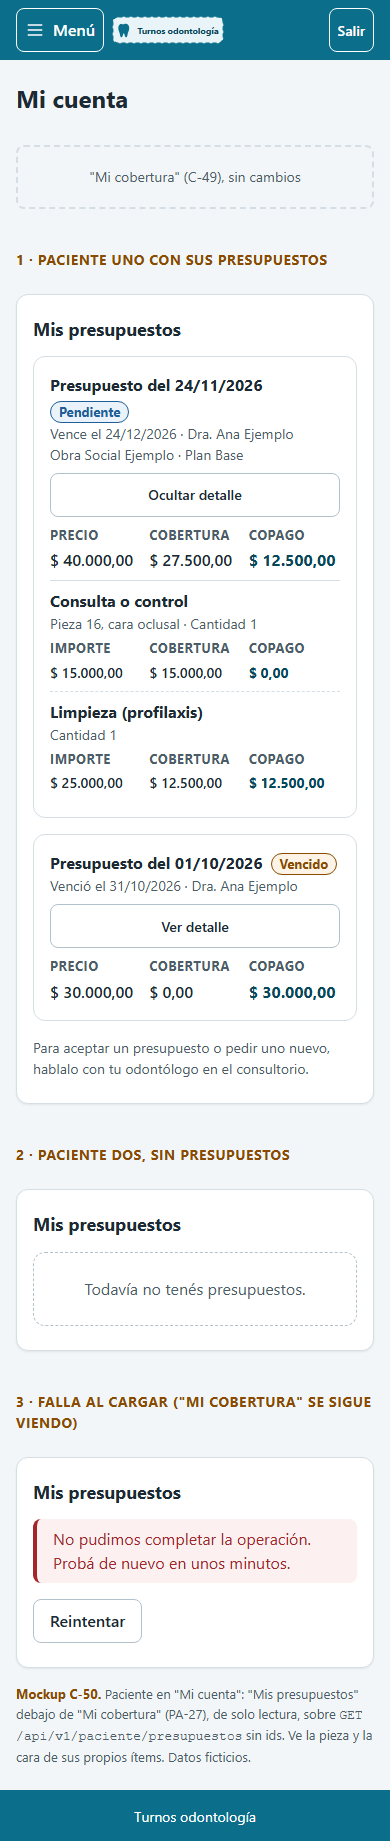 Menú
Turnos odontología
Salir
Mi cuenta
"Mi cobertura" (C-49), sin cambios
1 · PACIENTE UNO CON SUS PRESUPUESTOS
Mis presupuestos
Presupuesto del 24/11/2026
Pendiente
Vence el 24/12/2026 · Dra. Ana Ejemplo
Obra Social Ejemplo · Plan Base
Ocultar detalle
PRECIO COBERTURA COPAGO
$ 40.000,00 $ 27.500,00 $ 12.500,00
Consulta o control
Pieza 16, cara oclusal · Cantidad 1
IMPORTE COBERTURA COPAGO
$ 15.000,00 $ 15.000,00 $ 0,00
Limpieza (profilaxis)
Cantidad 1
IMPORTE COBERTURA COPAGO
$ 25.000,00 $ 12.500,00 $ 12.500,00
Presupuesto del 01/10/2026 Vencido
Venció el 31/10/2026 · Dra. Ana Ejemplo
Ver detalle
PRECIO COBERTURA COPAGO
$ 30.000,00 $ 0,00 $ 30.000,00
Para aceptar un presupuesto o pedir uno nuevo,
hablalo con tu odontólogo en el consultorio.
2 · PACIENTE DOS, SIN PRESUPUESTOS
Mis presupuestos
Todavía no tenés presupuestos.
3 · FALLA AL CARGAR ("MI COBERTURA" SE SIGUE
VIENDO)
Mis presupuestos
No pudimos completar la operación.
Probá de nuevo en unos minutos.
Reintentar
Mockup C-50. Paciente en "Mi cuenta": "Mis presupuestos"
debajo de "Mi cobertura" (PA-27), de solo lectura, sobre GET
/api/v1/paciente/presupuestos sin ids. Ve la pieza y la
cara de sus propios ítems. Datos ficticios.
Turnos odontología